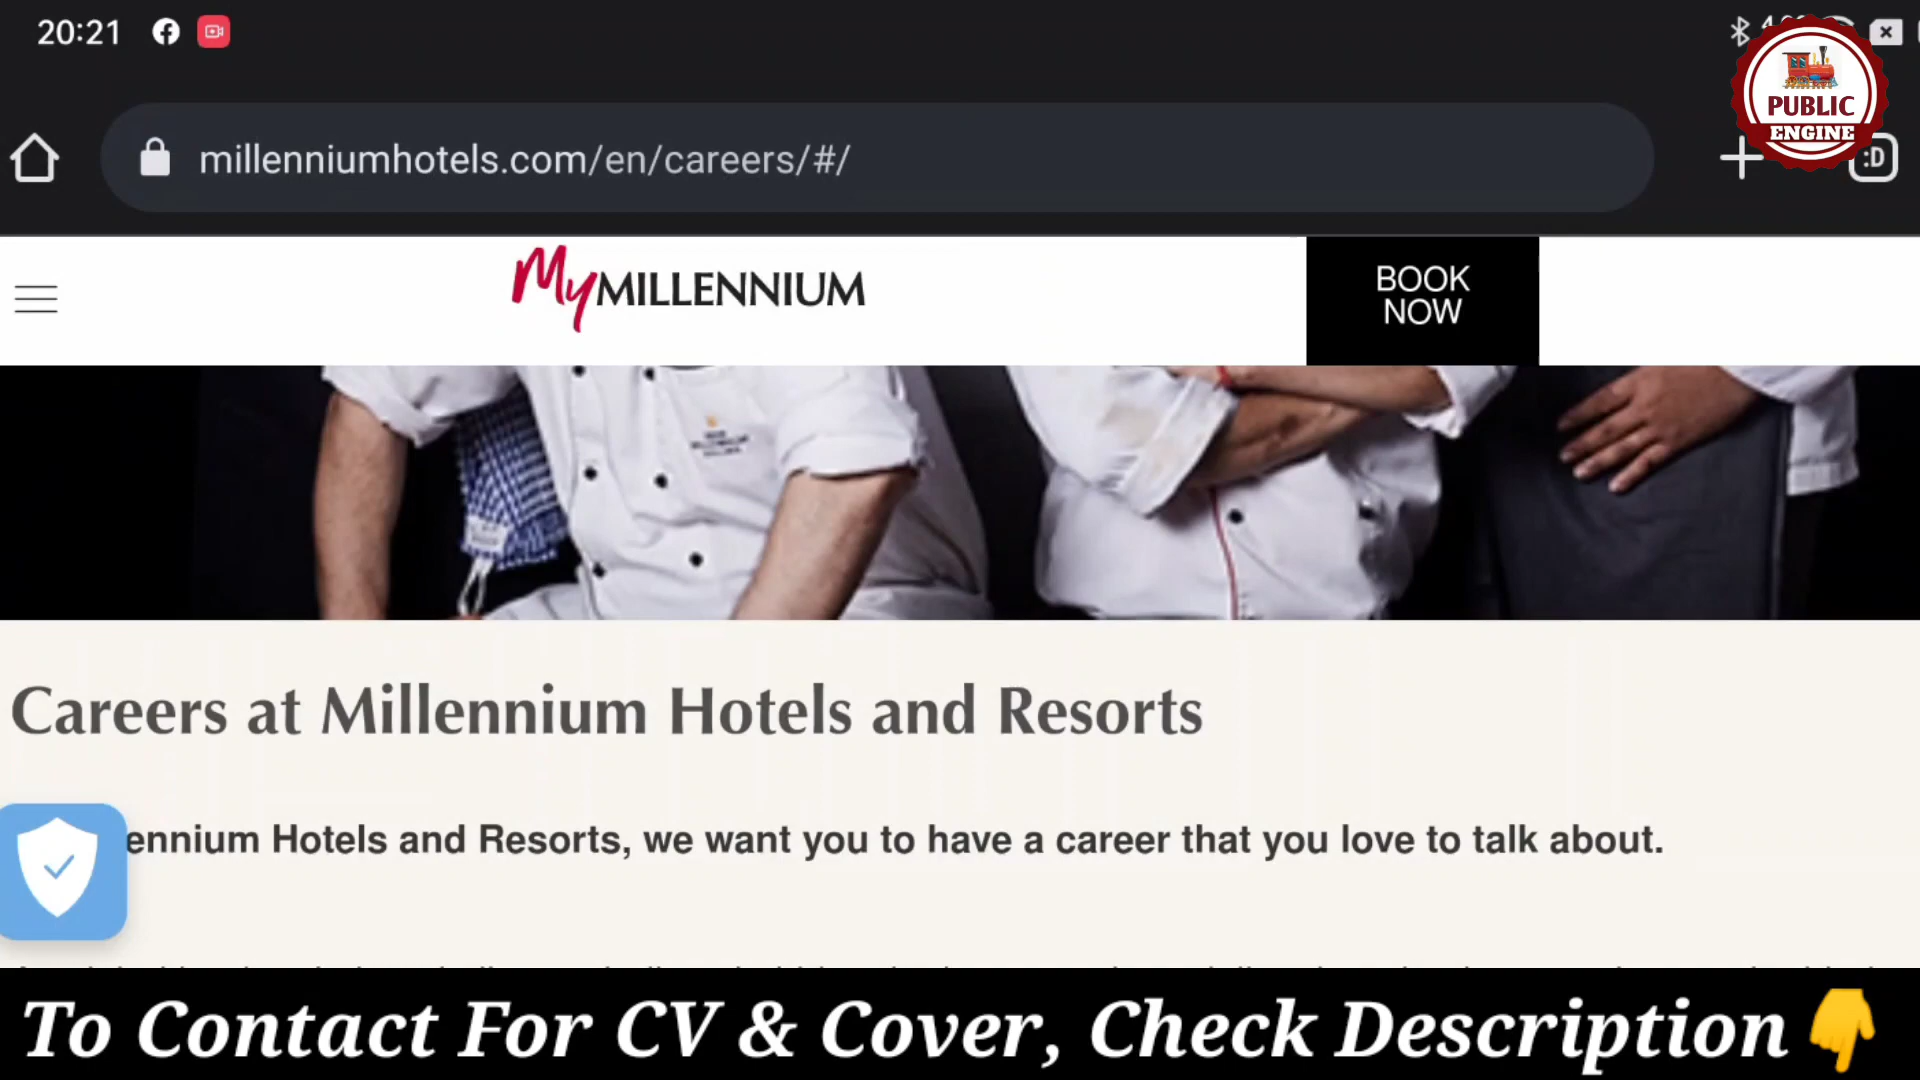 20:21
PUBLIC
ENGINE
millenniumhotels.com/en/careers/#/
:D
My MILLENNIUM
BOOK
NOW
Careers at Millennium Hotels and Resorts
ennium Hotels and Resorts, we want you to have a career that you love to talk about.
To Contact For CV & Cover, Check Description👇